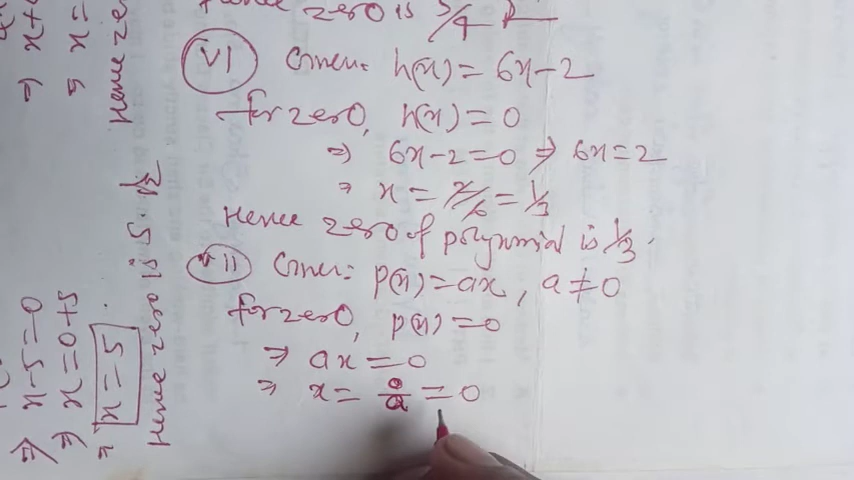 zero is 3/4
VI Given: h(x) = 6x-2
for zero, h(x) = 0
⇒ 6x-2=0 ⇒ 6x=2
⇒ x = 2/6 = 1/3
Hence zero of polynomial is 1/3.
ii Given: p(x) = ax, a ≠ 0
for zero, p(x) = 0
⇒ ax = 0
⇒ x = 0/a = 0
⇒ x-5=0
⇒ x=0+5
⇒ x=5
Hence zero is 5.
⇒ x+
⇒ x=
Hence zer